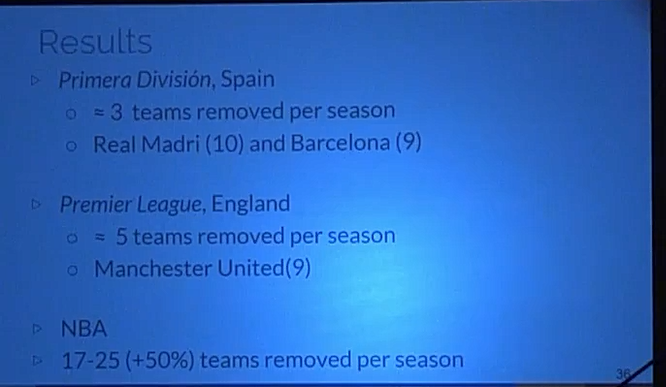 Results
▷ Primera División, Spain
○ ≈ 3 teams removed per season
○ Real Madri (10) and Barcelona (9)
▷ Premier League, England
○ ≈ 5 teams removed per season
○ Manchester United(9)
▷ NBA
▷ 17-25 (+50%) teams removed per season
36